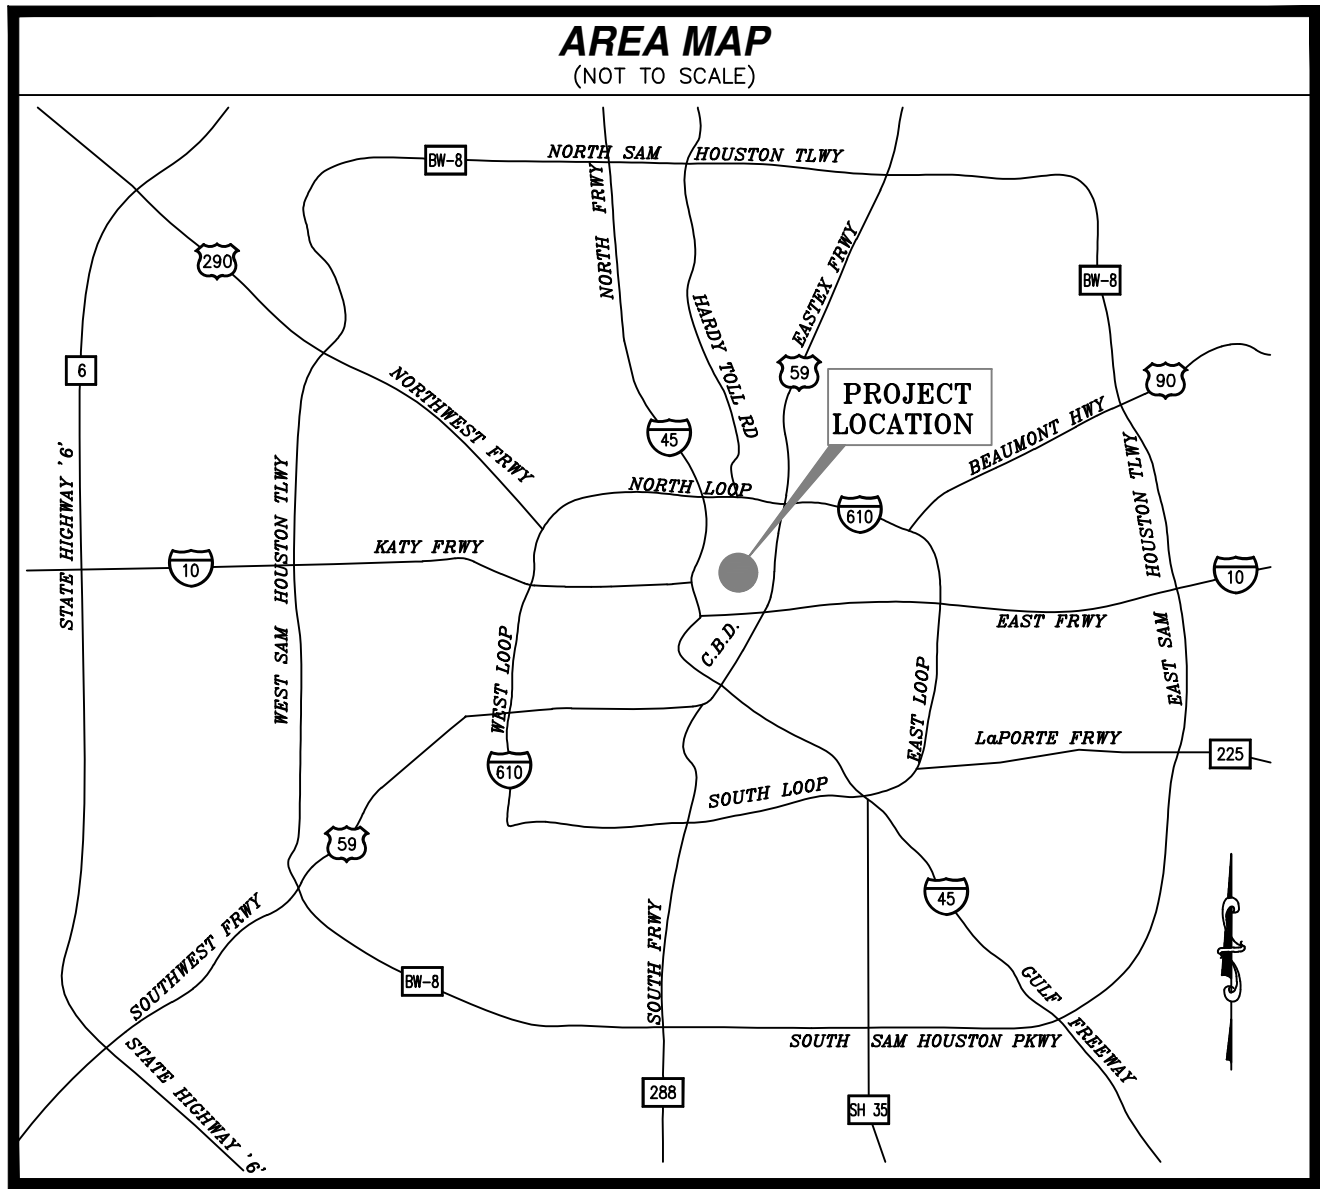 AREA MAP
(NOT TO SCALE)
BW-8
NORTH SAM HOUSTON TLWY
NORTH FRWY
EASTEX FRWY
290
BW-8
HARDY TOLL RD
6
59
90
PROJECT
LOCATION
NORTHWEST FRWY
45
BEAUMONT HWY
STATE HIGHWAY '6'
WEST SAM HOUSTON TLWY
NORTH LOOP
610
EAST SAM HOUSTON TLWY
KATY FRWY
10
10
EAST FRWY
C.B.D.
WEST LOOP
EAST LOOP
LaPORTE FRWY
225
610
SOUTH LOOP
59
45
SOUTHWEST FRWY
SOUTH FRWY
BW-8
GULF FREEWAY
SOUTH SAM HOUSTON PKWY
STATE HIGHWAY '6'
288
SH 35